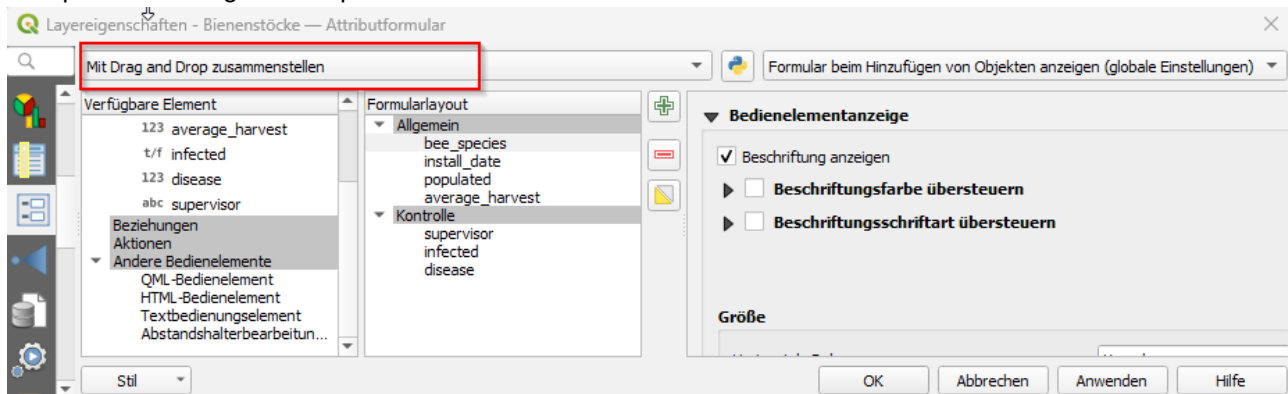 Layereigenschaften - Bienenstöcke — Attributformular
Mit Drag and Drop zusammenstellen
Formular beim Hinzufügen von Objekten anzeigen (globale Einstellungen)
Verfügbare Element
123 average_harvest
t/f infected
123 disease
abc supervisor
Beziehungen
Aktionen
Andere Bedienelemente
QML-Bedienelement
HTML-Bedienelement
Textbedienungselement
Abstandshalterbearbeitun...
Formularlayout
Allgemein
bee_species
install_date
populated
average_harvest
Kontrolle
supervisor
infected
disease
Bedienelementanzeige
Beschriftung anzeigen
Beschriftungsfarbe übersteuern
Beschriftungsschriftart übersteuern
Größe
Stil
OK
Abbrechen
Anwenden
Hilfe